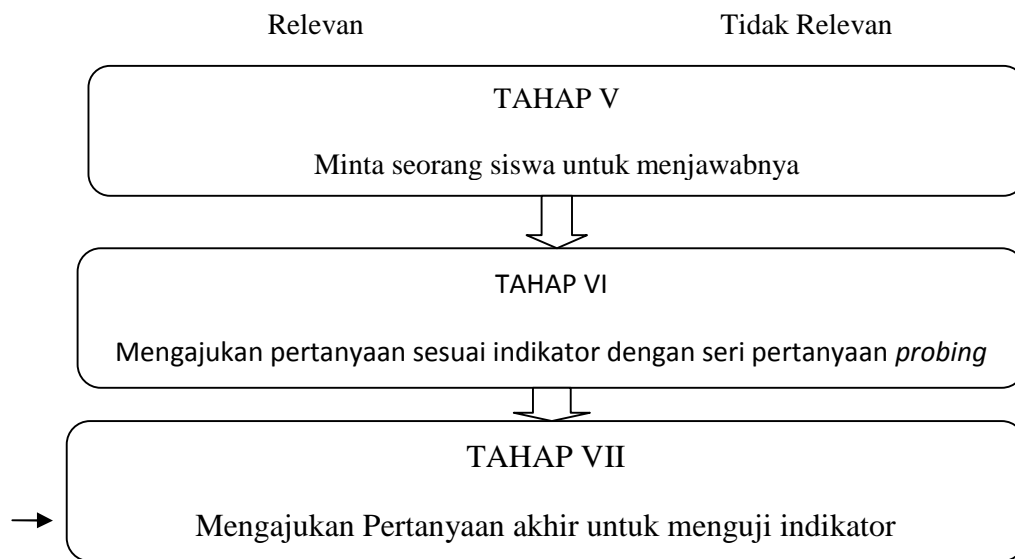 Relevan Tidak Relevan
TAHAP V
Minta seorang siswa untuk menjawabnya
TAHAP VI
Mengajukan pertanyaan sesuai indikator dengan seri pertanyaan probing
TAHAP VII
Mengajukan Pertanyaan akhir untuk menguji indikator